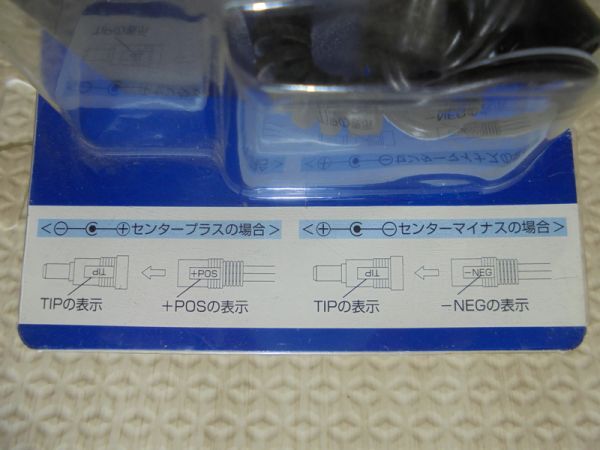 <⊖-●-⊕センタープラスの場合>
TIP
+POS
TIPの表示
+POSの表示
<⊕-●-⊖センターマイナスの場合>
TIP
-NEG
TIPの表示
-NEGの表示